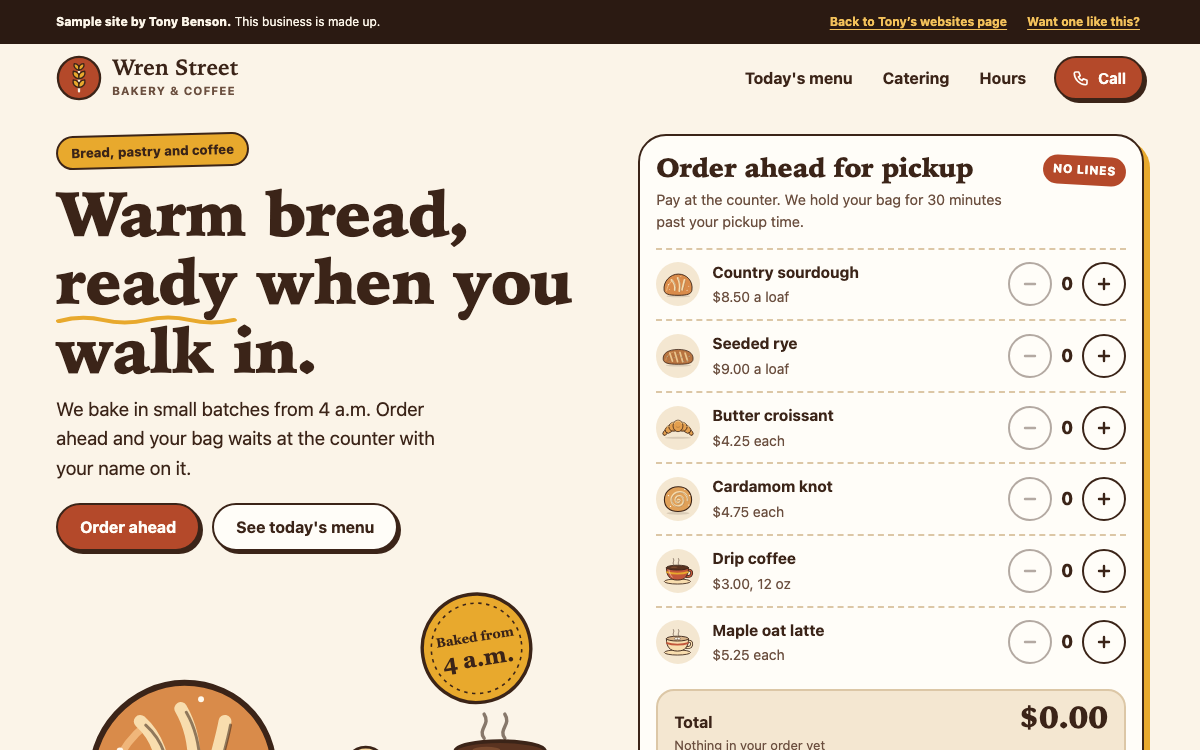 Sample site by Tony Benson. This business is made up.
Back to Tony’s websites page
Want one like this?
Wren Street
BAKERY & COFFEE
Today's menu
Catering
Hours
Call
Bread, pastry and coffee
Warm bread,
ready when you
walk in.
We bake in small batches from 4 a.m. Order
ahead and your bag waits at the counter with
your name on it.
Order ahead
See today's menu
Baked from
4 a.m.
Order ahead for pickup
NO LINES
Pay at the counter. We hold your bag for 30 minutes
past your pickup time.
Country sourdough
$8.50 a loaf
0
Seeded rye
$9.00 a loaf
0
Butter croissant
$4.25 each
0
Cardamom knot
$4.75 each
0
Drip coffee
$3.00, 12 oz
0
Maple oat latte
$5.25 each
0
Total
$0.00
Nothing in your order yet